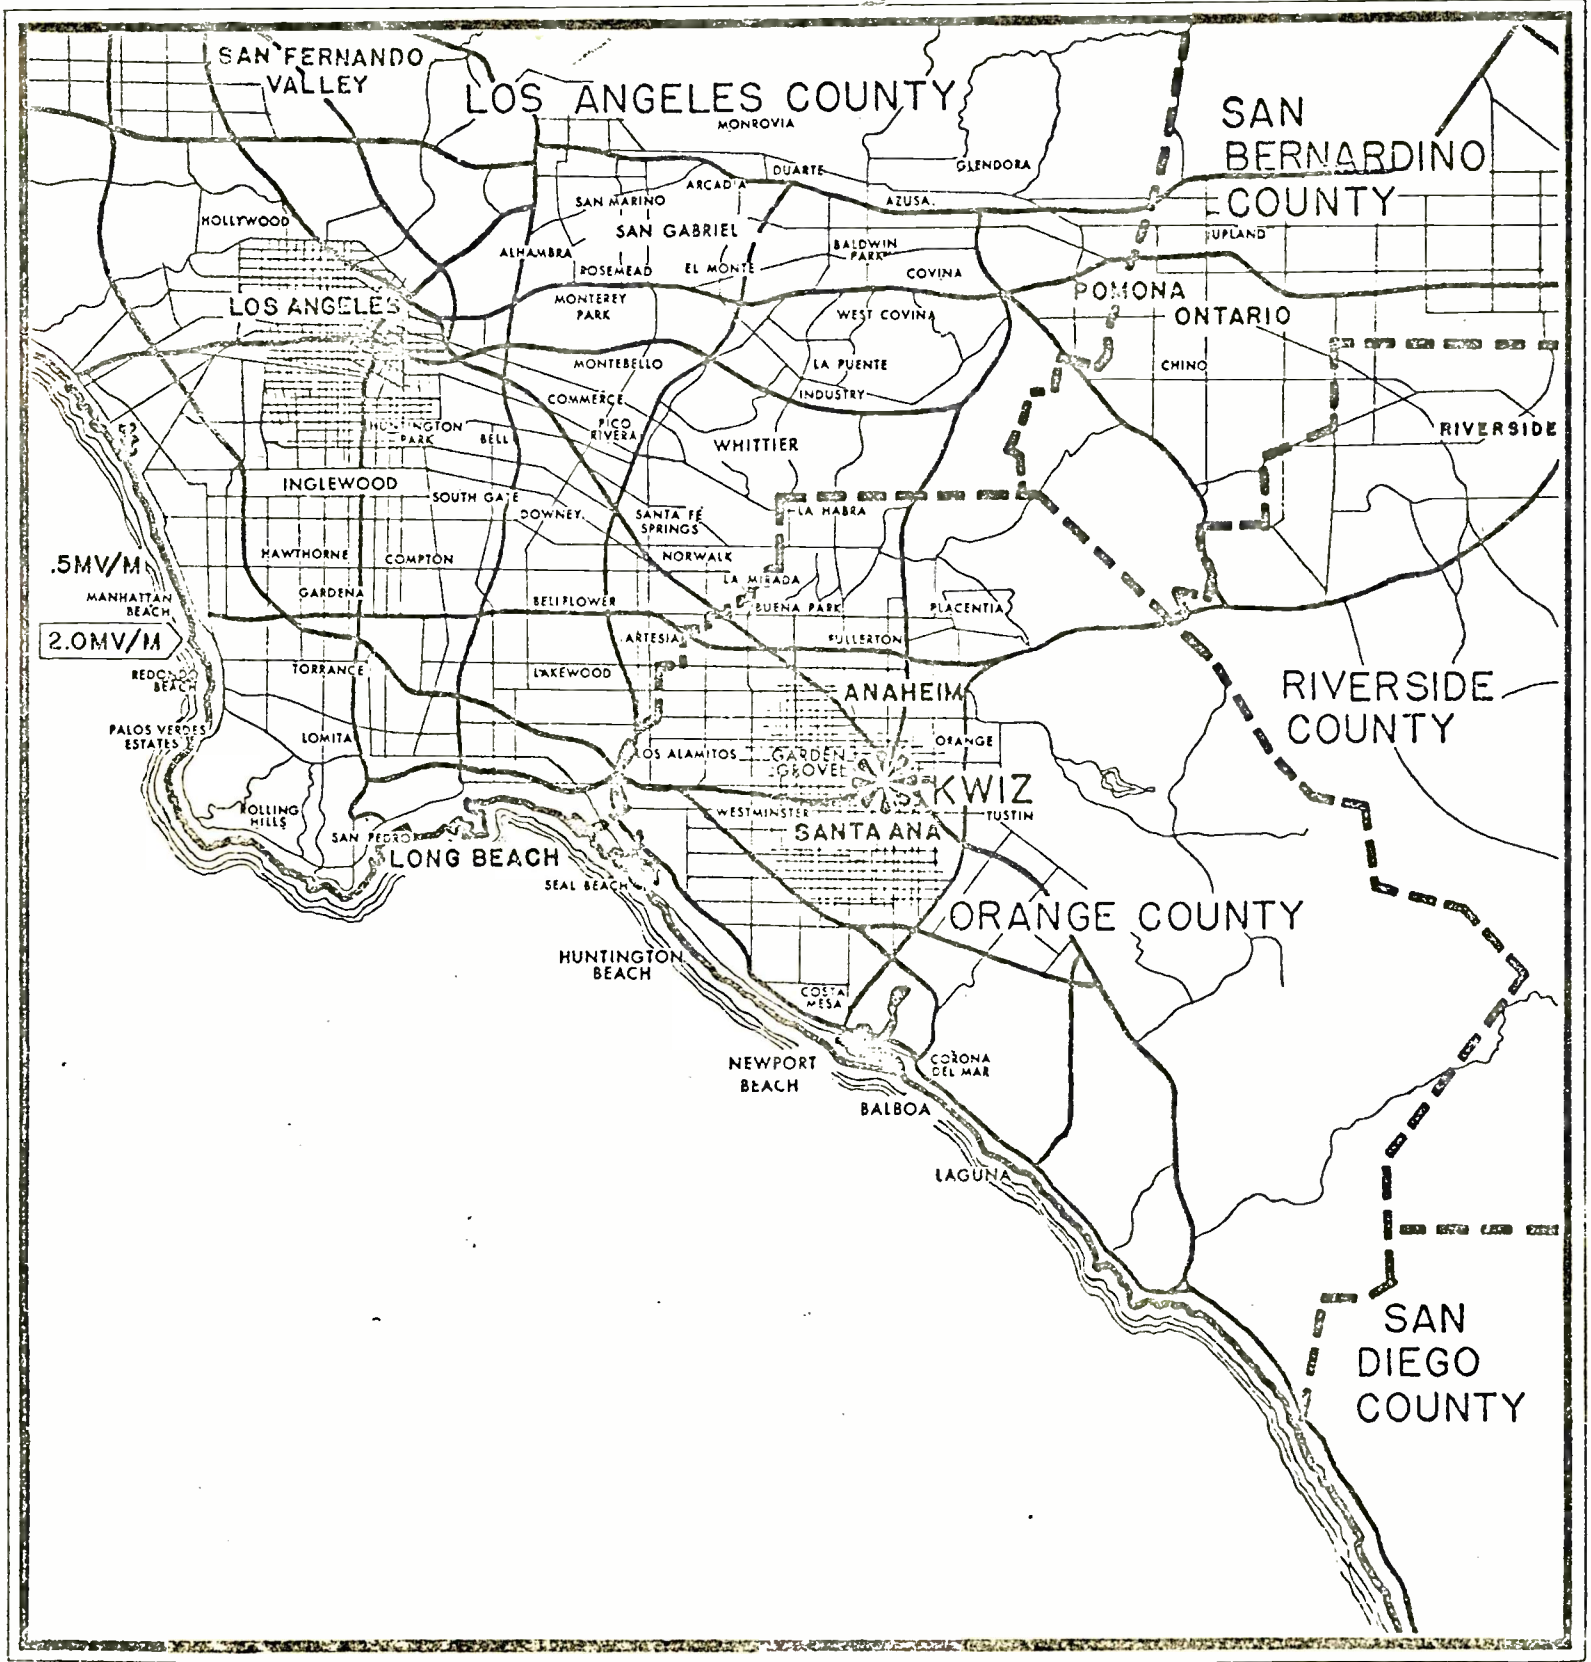 SAN FERNANDO
VALLEY
LOS ANGELES COUNTY
MONROVIA
SAN
BERNARDINO
COUNTY
GLENDORA
DUARTE
ARCADIA
SAN MARINO
AZUSA
HOLLYWOOD
SAN GABRIEL
UPLAND
ALHAMBRA
BALDWIN
PARK
ROSEMEAD
EL MONTE
COVINA
POMONA
LOS ANGELES
MONTEREY
PARK
WEST COVINA
ONTARIO
MONTEBELLO
LA PUENTE
CHINO
COMMERCE
INDUSTRY
HUNTINGTON
PARK
BELL
PICO
RIVERA
WHITTIER
RIVERSIDE
INGLEWOOD
SOUTH GATE
DOWNEY
SANTA FE
SPRINGS
LA HABRA
HAWTHORNE
COMPTON
NORWALK
.5MV/M
LA MIRADA
MANHATTAN
BEACH
GARDENA
BELLFLOWER
BUENA PARK
PLACENTIA
2.0MV/M
ARTESIA
FULLERTON
REDONDO
BEACH
TORRANCE
LAKEWOOD
ANAHEIM
RIVERSIDE
COUNTY
PALOS VERDES
ESTATES
LOMITA
LOS ALAMITOS
GARDEN
GROVE
ORANGE
KWIZ
ROLLING
HILLS
WESTMINSTER
TUSTIN
SAN PEDRO
SANTA ANA
LONG BEACH
SEAL BEACH
ORANGE COUNTY
HUNTINGTON
BEACH
COSTA
MESA
NEWPORT
BEACH
CORONA
DEL MAR
BALBOA
LAGUNA
SAN
DIEGO
COUNTY